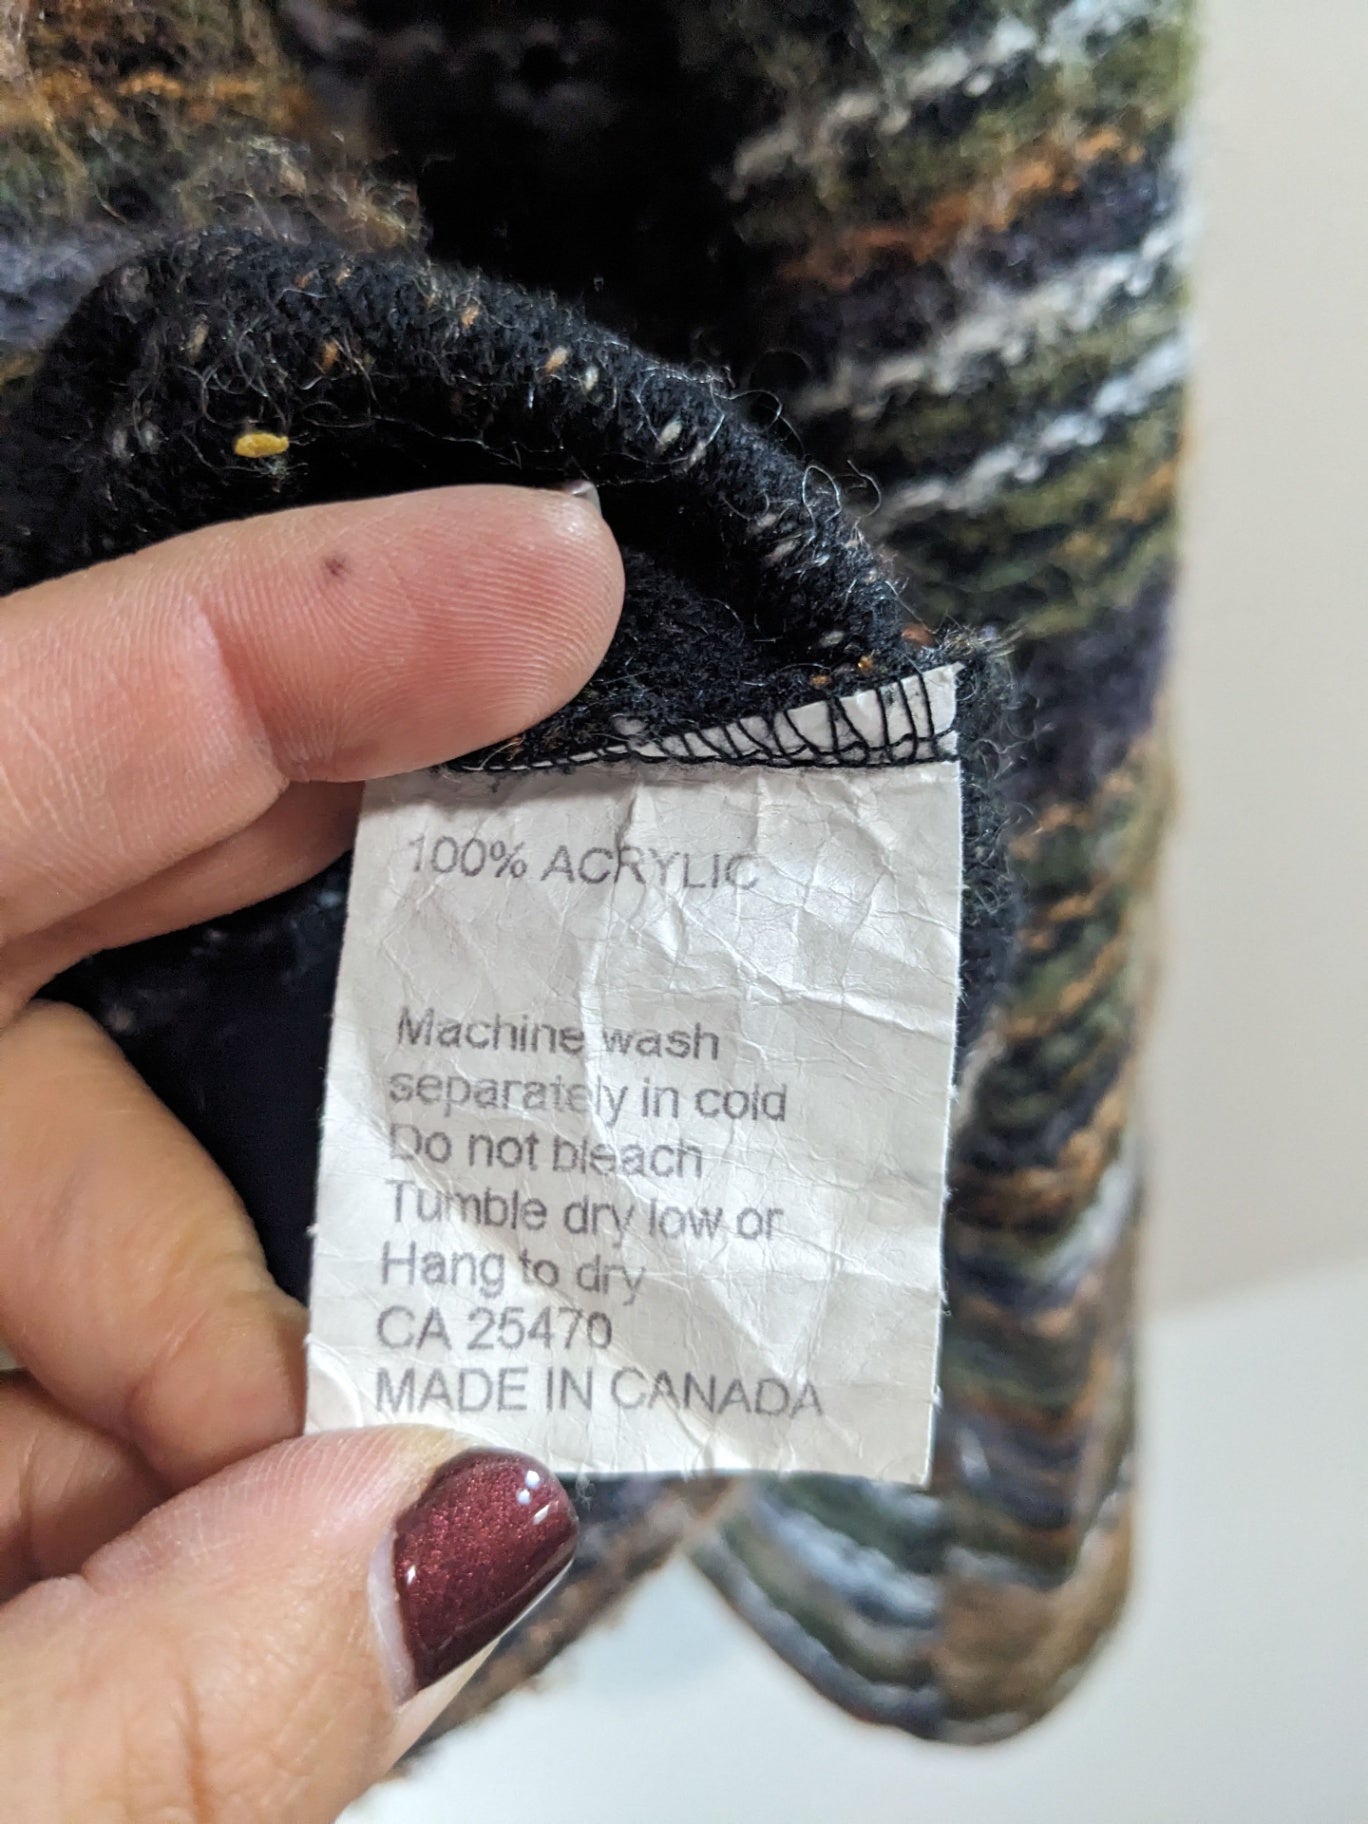 100% ACRYLIC
Machine wash
separately in cold
Do not bleach
Tumble dry low or
Hang to dry
CA 25470
MADE IN CANADA